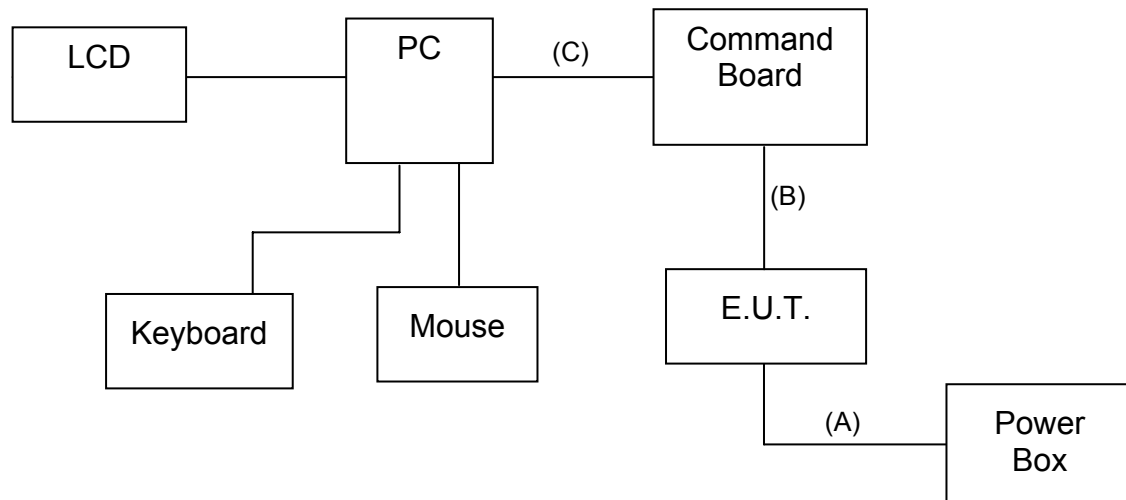 LCD
PC
(C)
Command
Board
(B)
E.U.T.
Keyboard
Mouse
(A)
Power
Box